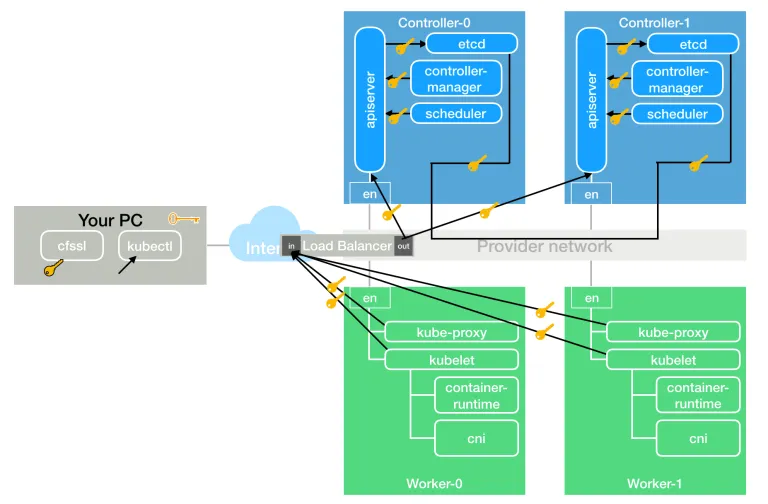 Controller-0
Controller-1
apiserver
etcd
controller-
manager
scheduler
en
apiserver
etcd
controller-
manager
scheduler
en
Your PC
cfssl
kubectl
Inter
in
Load Balancer
out
Provider network
en
kube-proxy
kubelet
container-
runtime
cni
Worker-0
en
kube-proxy
kubelet
container-
runtime
cni
Worker-1